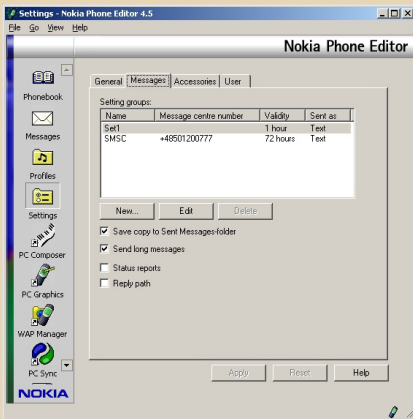 Settings - Nokia Phone Editor 4.5
File Go View Help
Nokia Phone Editor
Phonebook
Messages
Profiles
Settings
PC Composer
PC Graphics
WAP Manager
PC Sync
NOKIA
General Messages Accessories User
Setting groups:
Name Message centre number Validity Sent as
Set1 1 hour Text
SMSC +48501200777 72 hours Text
New... Edit Delete
Save copy to Sent Messages-folder
Send long messages
Status reports
Reply path
Apply Reset Help